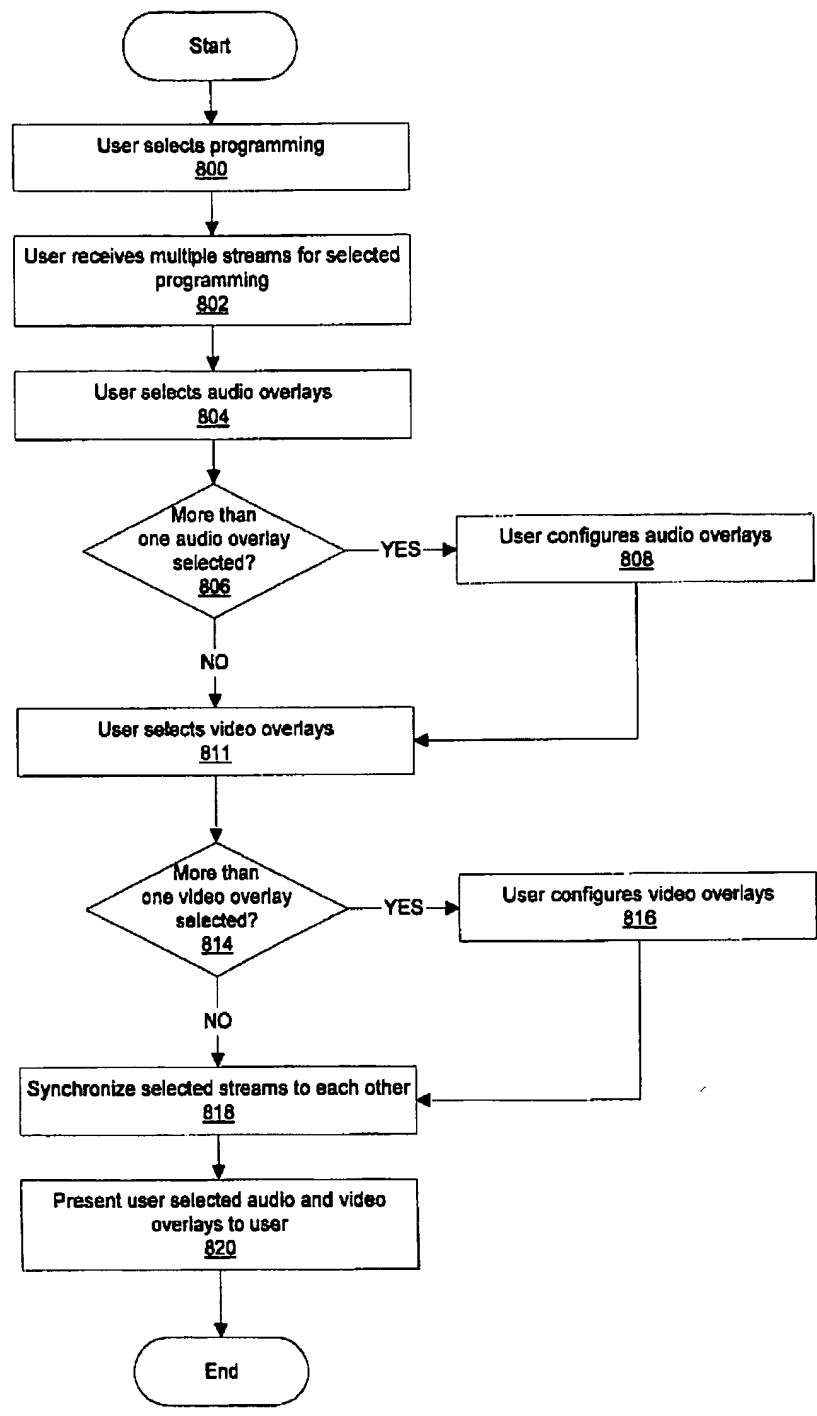 Start
User selects programming
800
User receives multiple streams for selected
programming
802
User selects audio overlays
804
More than
one audio overlay
selected?
806
YES
User configures audio overlays
808
NO
User selects video overlays
811
More than
one video overlay
selected?
814
YES
User configures video overlays
816
NO
Synchronize selected streams to each other
818
Present user selected audio and video
overlays to user
820
End